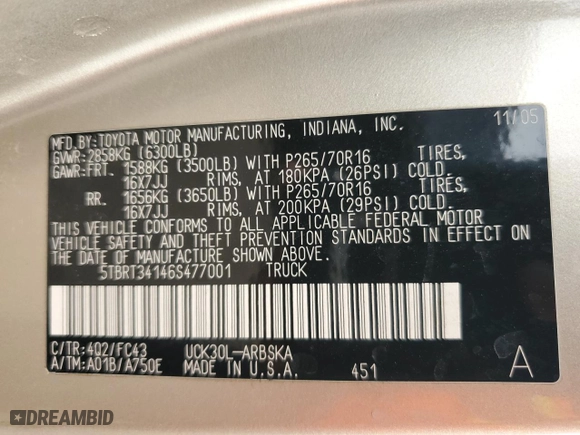 MFD.BY:TOYOTA MOTOR MANUFACTURING, INDIANA, INC. 11/05
GVWR:2858KG (6300LB)
GAWR:FRT. 1588KG (3500LB) WITH P265/70R16 TIRES,
16X7JJ RIMS, AT 180KPA (26PSI) COLD.
RR. 1656KG (3650LB) WITH P265/70R16 TIRES,
16X7JJ RIMS, AT 200KPA (29PSI) COLD.
THIS VEHICLE CONFORMS TO ALL APPLICABLE FEDERAL MOTOR
VEHICLE SAFETY AND THEFT PREVENTION STANDARDS IN EFFECT ON
THE DATE OF MANUFACTURE SHOWN ABOVE.
5TBRT34146S477001 TRUCK
C/TR:4Q2/FC43 UCK30L-ARBSKA
A/TM:A01B/A750E MADE IN U.S.A. 451 A
DREAMBID